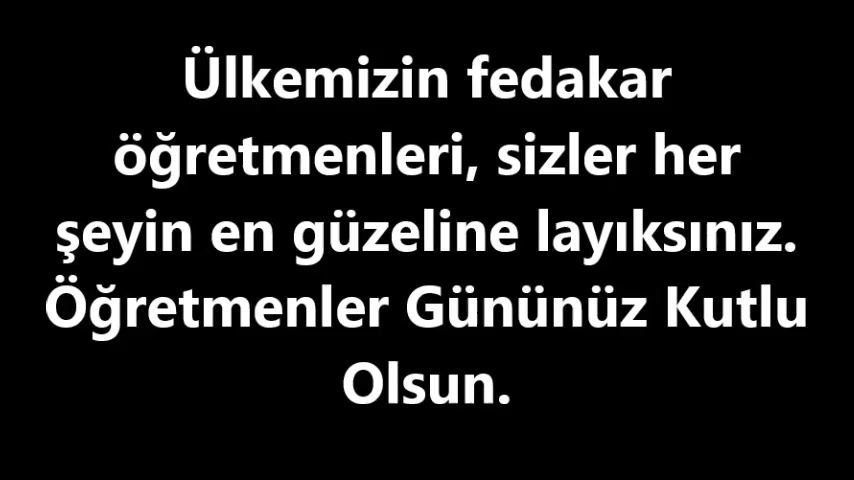 Ülkemizin fedakar
öğretmenleri, sizler her
şeyin en güzeline layıksınız.
Öğretmenler Gününüz Kutlu
Olsun.